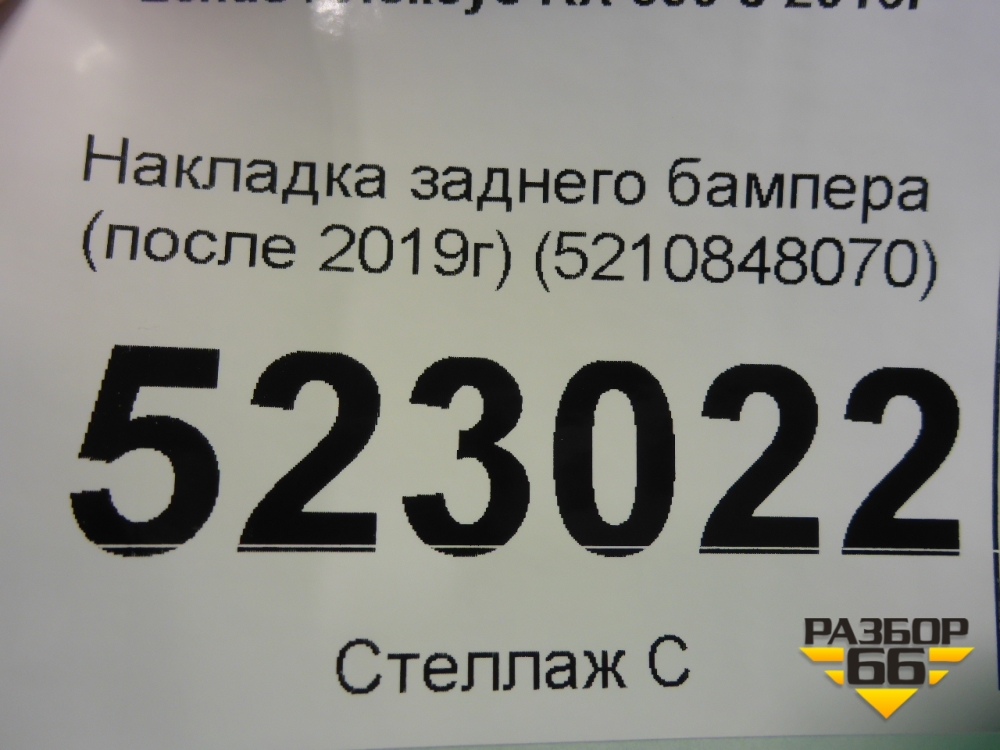 Накладка заднего бампера
(после 2019г) (5210848070)
523022
Стеллаж С
РАЗБОР
66